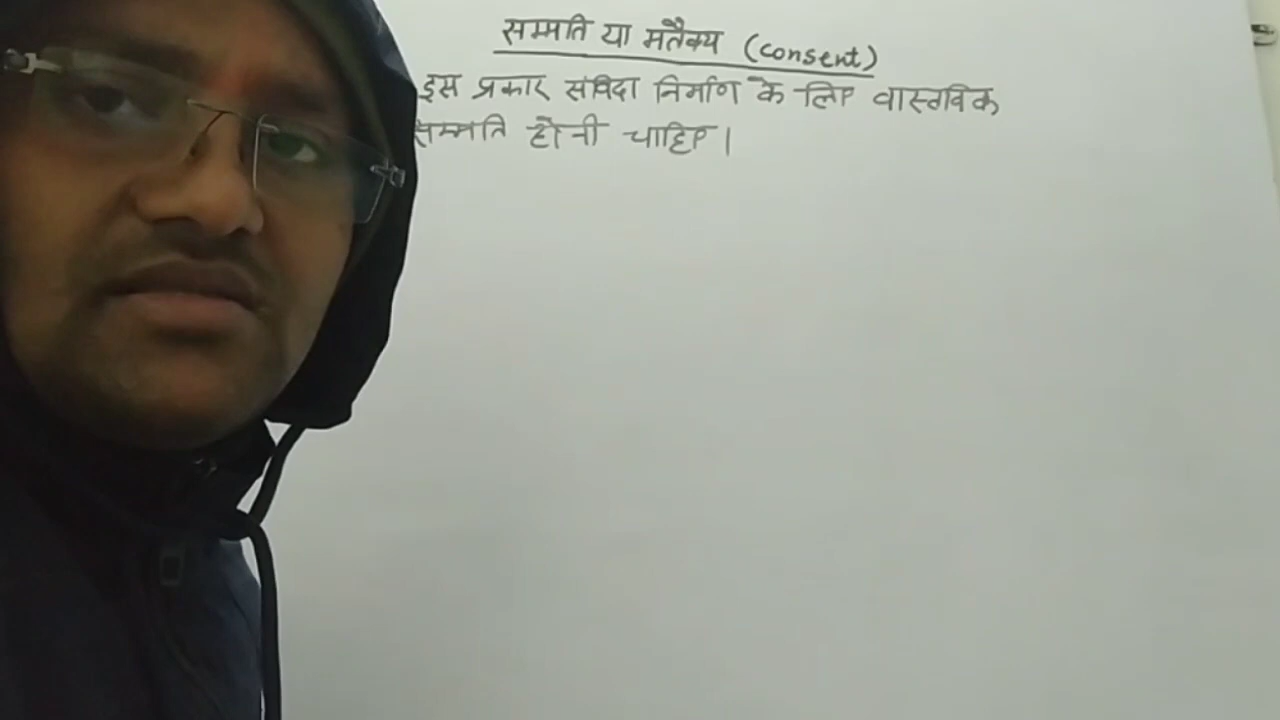 सम्मति या मतैक्य (consent)
इस प्रकार संविदा निर्माण के लिए वास्तविक
सम्मति होनी चाहिए।